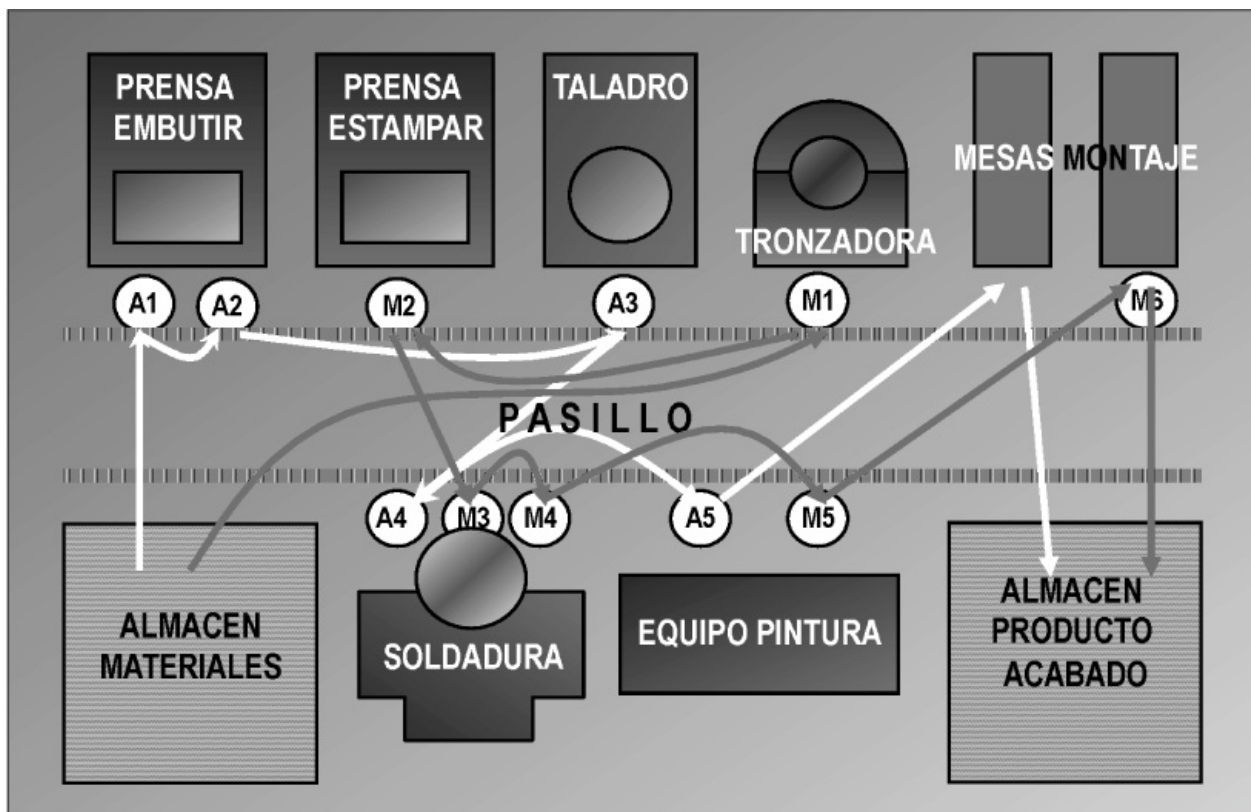 PRENSA
EMBUTIR
PRENSA
ESTAMPAR
TALADRO
TRONZADORA
MESAS MONTAJE
A1
A2
M2
A3
M1
M6
PASILLO
A4
M3
M4
A5
M5
ALMACEN
MATERIALES
SOLDADURA
EQUIPO PINTURA
ALMACEN
PRODUCTO
ACABADO